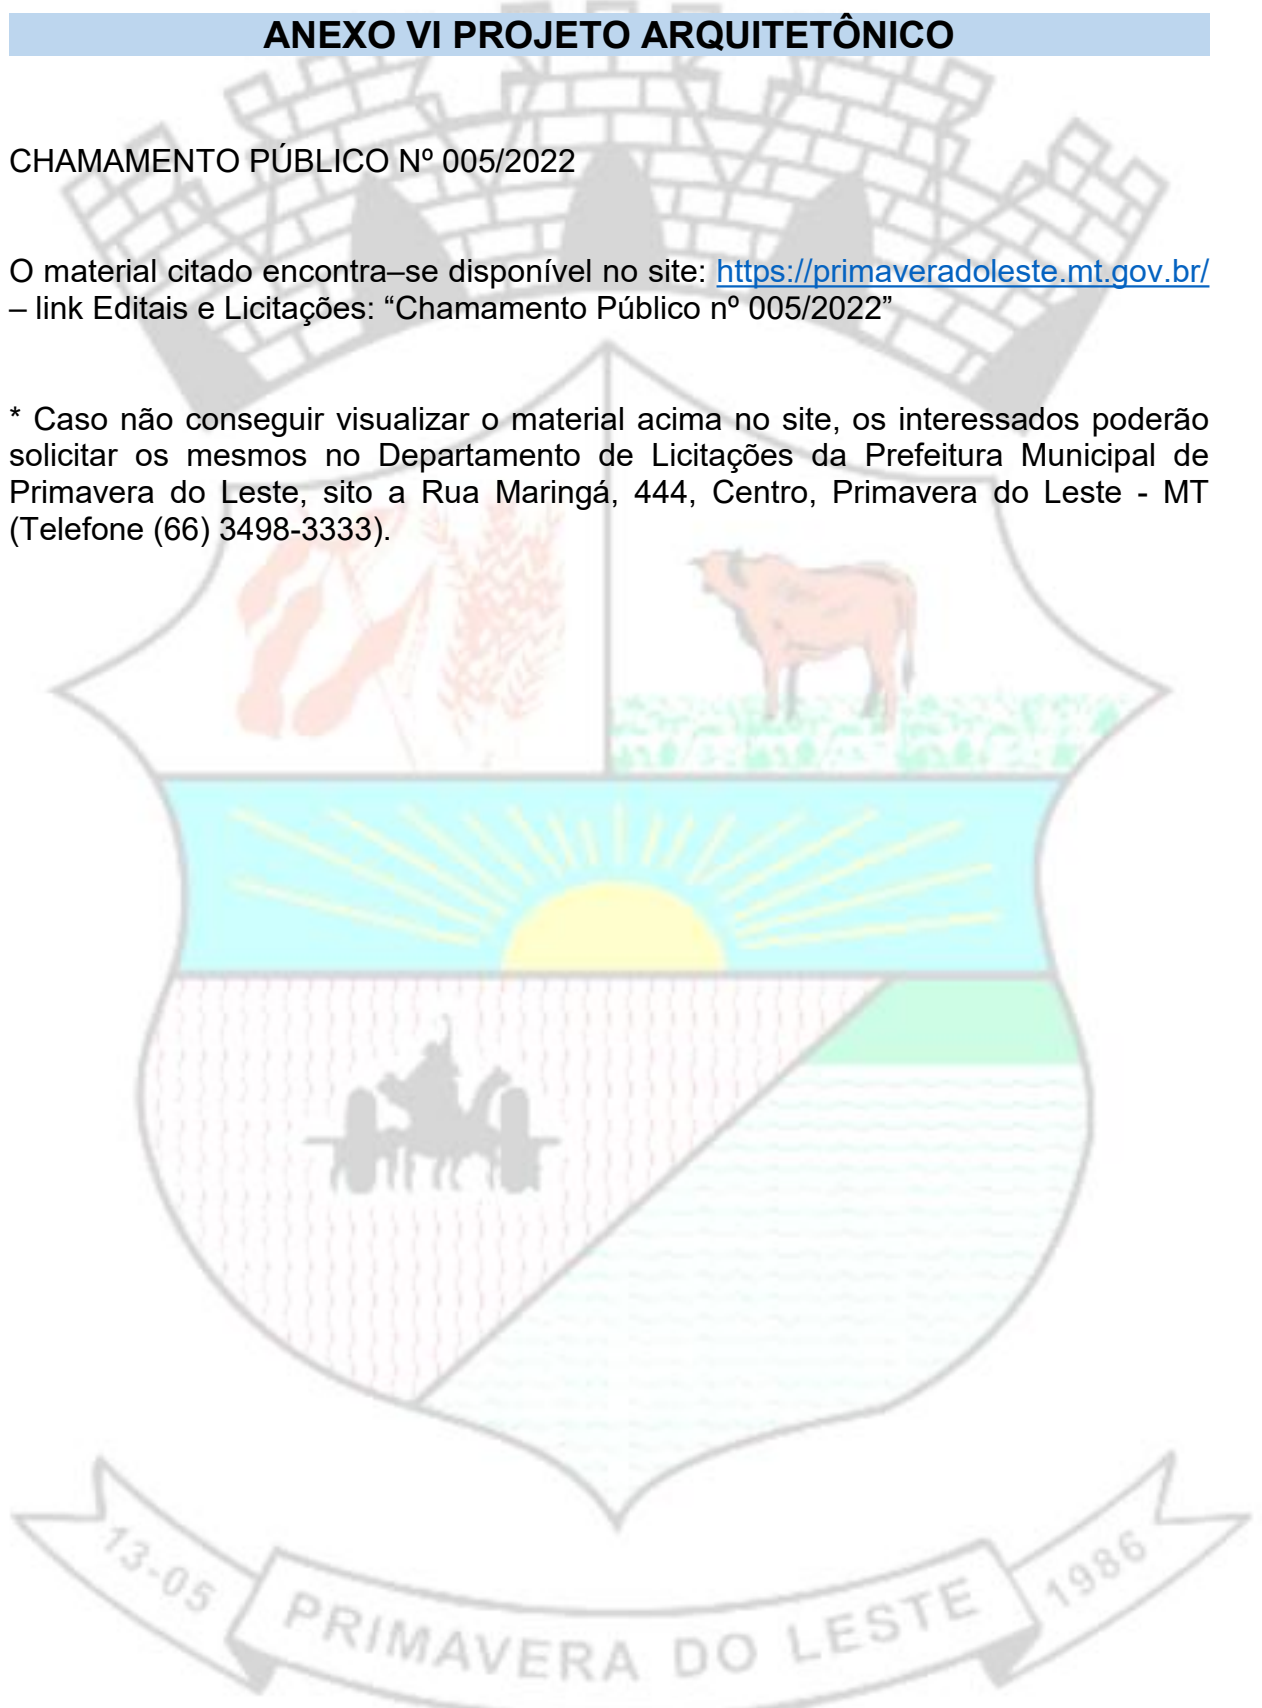 ANEXO VI PROJETO ARQUITETÔNICO
CHAMAMENTO PÚBLICO Nº 005/2022
O material citado encontra–se disponível no site: https://primaveradoleste.mt.gov.br/
– link Editais e Licitações: “Chamamento Público nº 005/2022”
* Caso não conseguir visualizar o material acima no site, os interessados poderão
solicitar os mesmos no Departamento de Licitações da Prefeitura Municipal de
Primavera do Leste, sito a Rua Maringá, 444, Centro, Primavera do Leste - MT
(Telefone (66) 3498-3333).
13-05
PRIMAVERA DO LESTE
1986